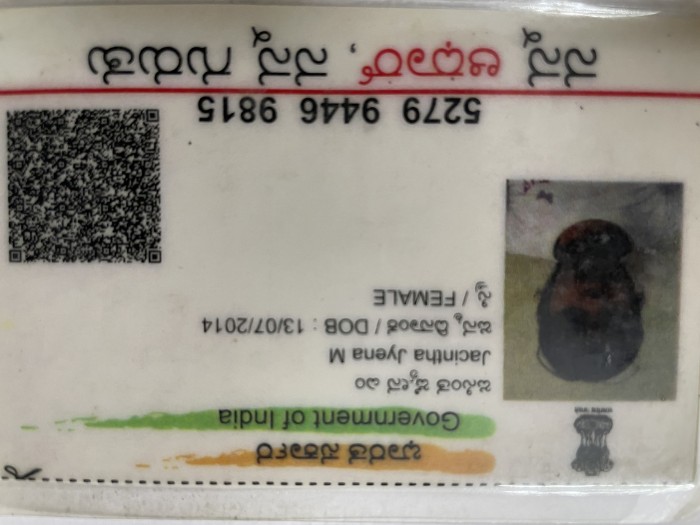 ಭಾರತ ಸರ್ಕಾರ
Government of India
ಜಸಿಂತ ಜ್ಯೇನ ಎಂ
Jacintha Jyena M
ಜನ್ಮ ದಿನಾಂಕ / DOB : 13/07/2014
ಸ್ತ್ರೀ / FEMALE
5279 9446 9815
ನನ್ನ ಆಧಾರ್, ನನ್ನ ಗುರುತು